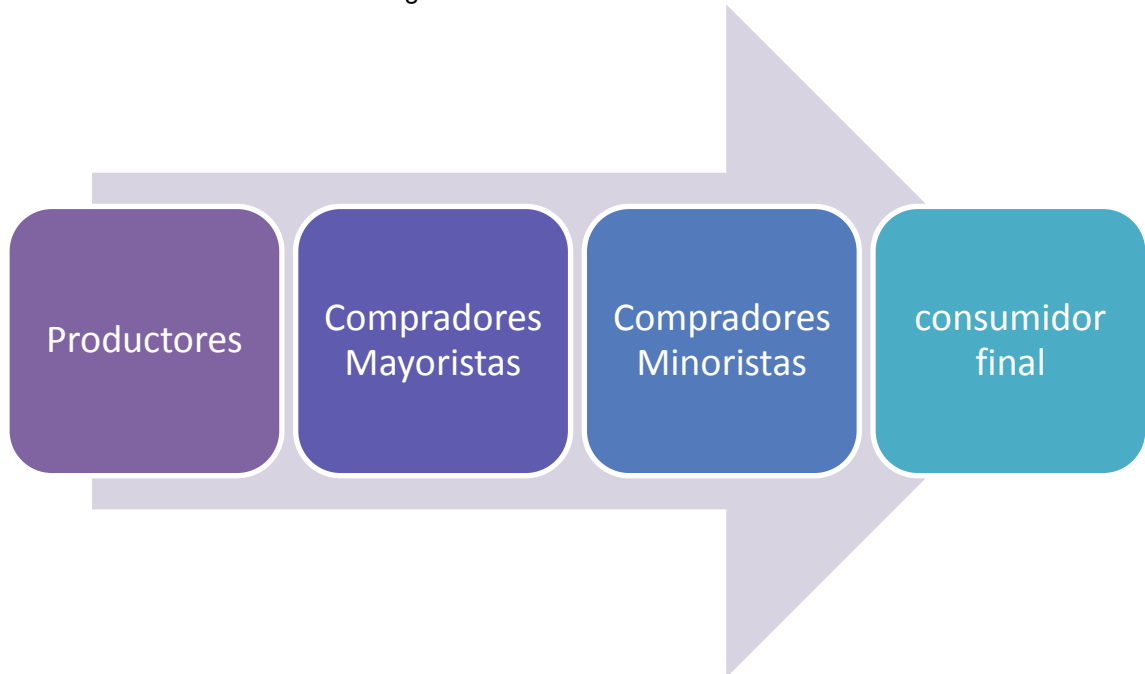 Productores
Compradores
Mayoristas
Compradores
Minoristas
consumidor
final